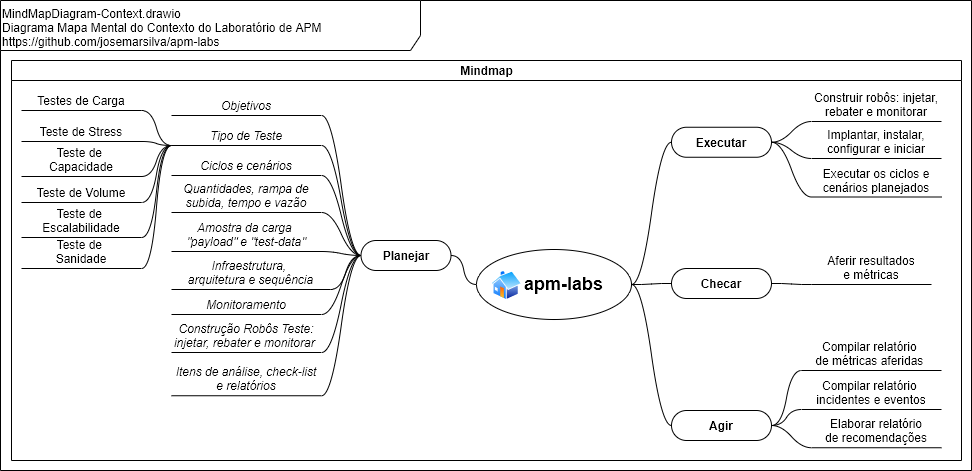 MindMapDiagram-Context.drawio
Diagrama Mapa Mental do Contexto do Laboratório de APM
https://github.com/josemarsilva/apm-labs
Mindmap
Testes de Carga
Teste de Stress
Teste de
Capacidade
Teste de Volume
Teste de
Escalabilidade
Teste de
Sanidade
Objetivos
Tipo de Teste
Ciclos e cenários
Quantidades, rampa de
subida, tempo e vazão
Amostra da carga
"payload" e "test-data"
Infraestrutura,
arquitetura e sequência
Monitoramento
Construção Robôs Teste:
injetar, rebater e monitorar
Itens de análise, check-list
e relatórios
Planejar
apm-labs
Executar
Construir robôs: injetar,
rebater e monitorar
Implantar, instalar,
configurar e iniciar
Executar os ciclos e
cenários planejados
Checar
Aferir resultados
e métricas
Agir
Compilar relatório
de métricas aferidas
Compilar relatório
incidentes e eventos
Elaborar relatório
de recomendações